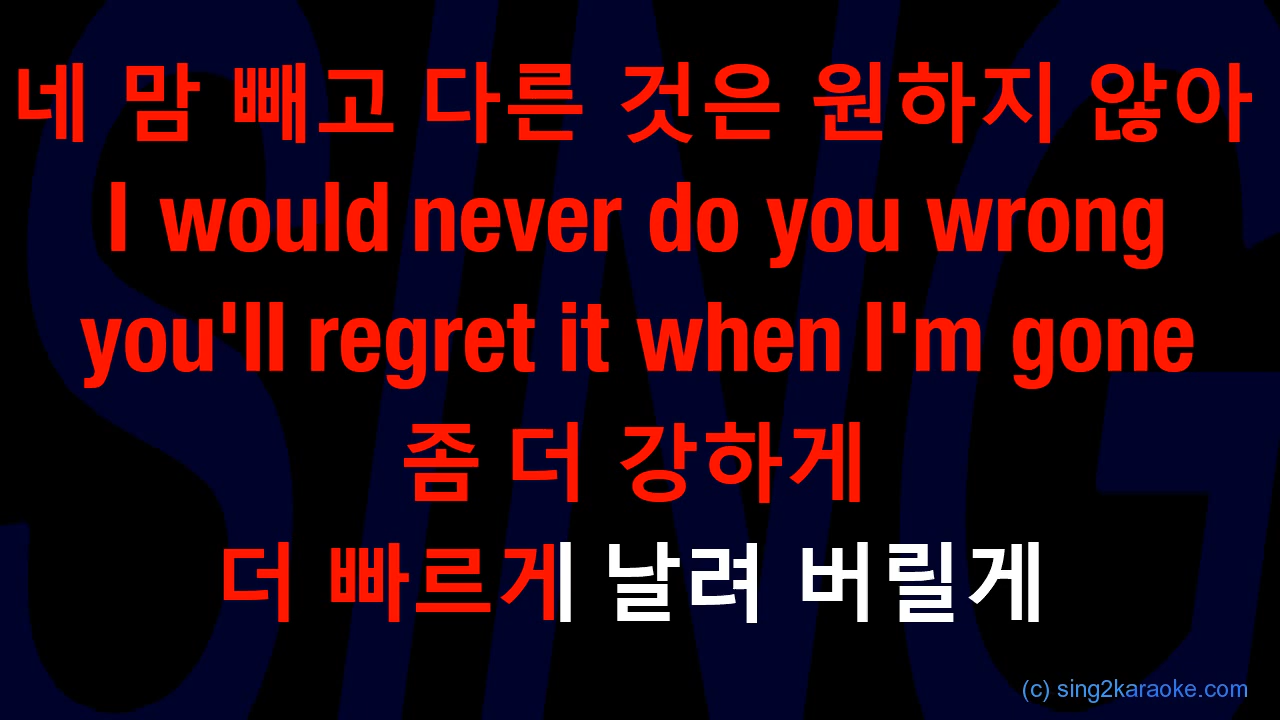 네 맘 빼고 다른 것은 원하지 않아
I would never do you wrong
you'll regret it when I'm gone
좀 더 강하게
더 빠르게 날려 버릴게
(c) sing2karaoke.com
SING